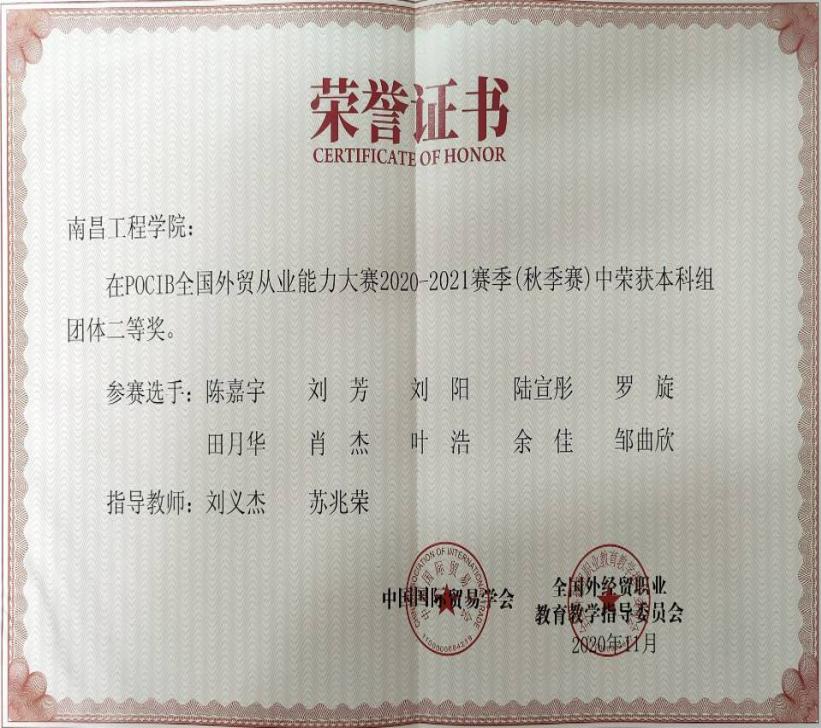 荣誉证书
CERTIFICATE OF HONOR
南昌工程学院：
在POCIB全国外贸从业能力大赛2020-2021赛季(秋季赛)中荣获本科组
团体二等奖。
参赛选手：陈嘉宇 刘 芳 刘 阳 陆宣彤 罗 旋
田月华 肖 杰 叶 浩 余 佳 邹曲欣
指导教师：刘义杰 苏兆荣
中国国际贸易学会
全国外经贸职业
教育教学指导委员会
2020年11月